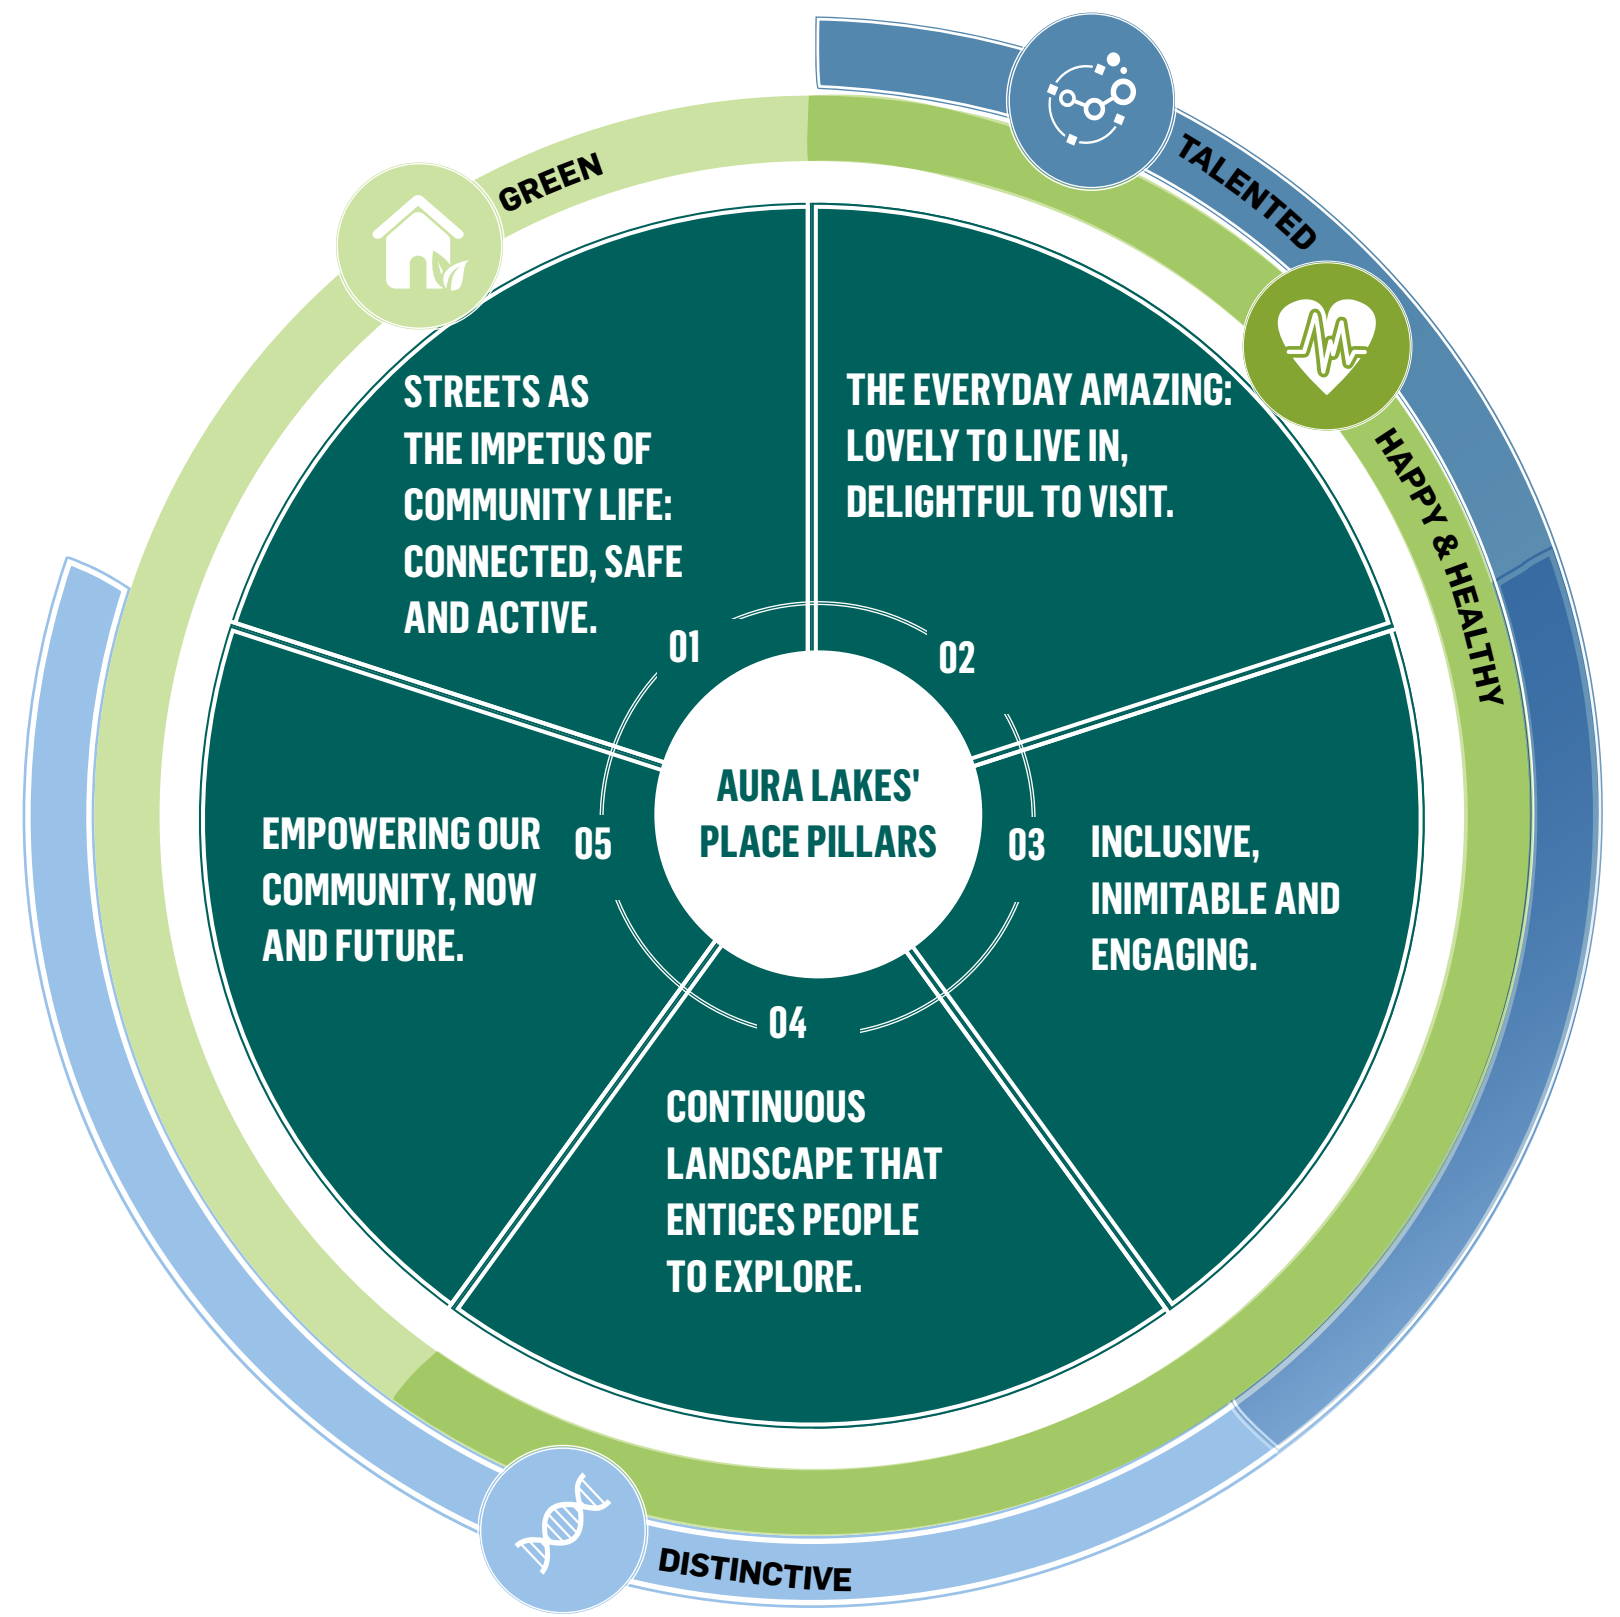 GREEN
TALENTED
HAPPY & HEALTHY
DISTINCTIVE
AURA LAKES'
PLACE PILLARS
STREETS AS
THE IMPETUS OF
COMMUNITY LIFE:
CONNECTED, SAFE
AND ACTIVE.
01
THE EVERYDAY AMAZING:
LOVELY TO LIVE IN,
DELIGHTFUL TO VISIT.
02
03
INCLUSIVE,
INIMITABLE AND
ENGAGING.
04
CONTINUOUS
LANDSCAPE THAT
ENTICES PEOPLE
TO EXPLORE.
EMPOWERING OUR
COMMUNITY, NOW
AND FUTURE.
05